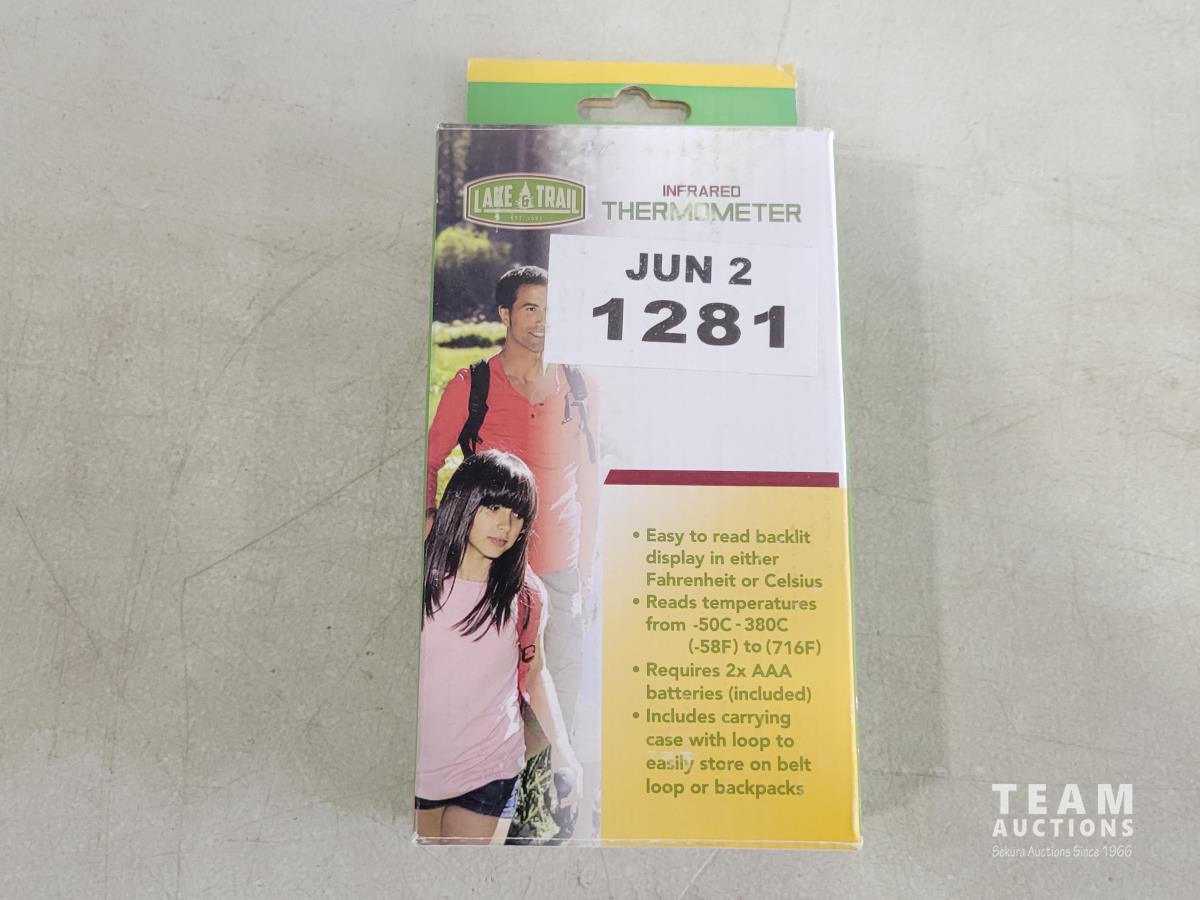 LAKE & TRAIL
INFRARED
THERMOMETER
JUN 2
1281
• Easy to read backlit
display in either
Fahrenheit or Celsius
• Reads temperatures
from -50C - 380C
(-58F) to (716F)
• Requires 2x AAA
batteries (included)
• Includes carrying
case with loop to
easily store on belt
loop or backpacks
TEAM
AUCTIONS
Sekura Auctions Since 1966